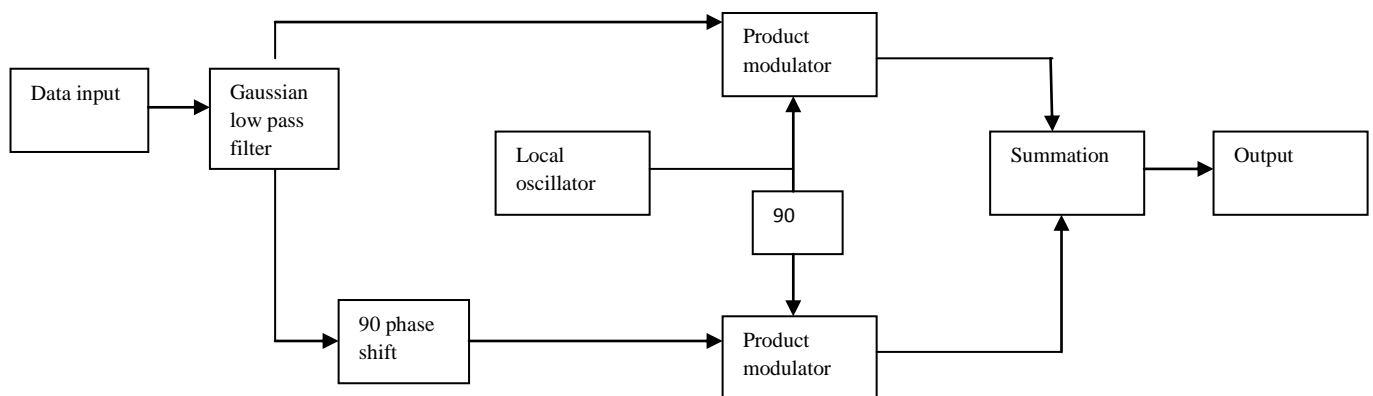 Data input
Gaussian
low pass
filter
Product
modulator
Local
oscillator
90
90 phase
shift
Product
modulator
Summation
Output